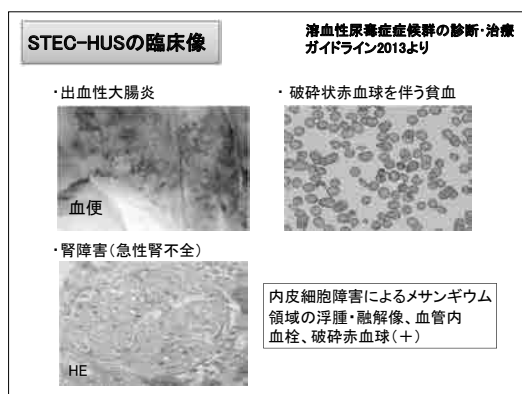 STEC-HUSの臨床像
溶血性尿毒症症候群の診断・治療
ガイドライン2013より
・出血性大腸炎
・破砕状赤血球を伴う貧血
血便
・腎障害(急性腎不全)
HE
内皮細胞障害によるメサンギウム
領域の浮腫・融解像、血管内
血栓、破砕赤血球(+)